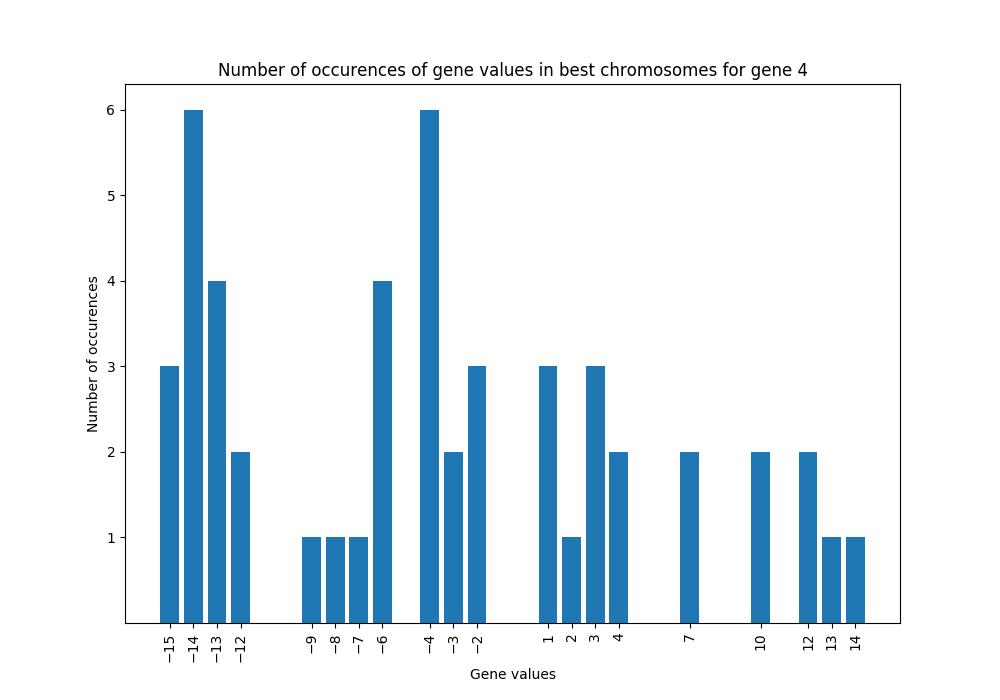 Number of occurences of gene values in best chromosomes for gene 4
6
5
4
3
2
1
Number of occurences
−15 −14 −13 −12 −9 −8 −7 −6 −4 −3 −2 1 2 3 4 7 10 12 13 14
Gene values